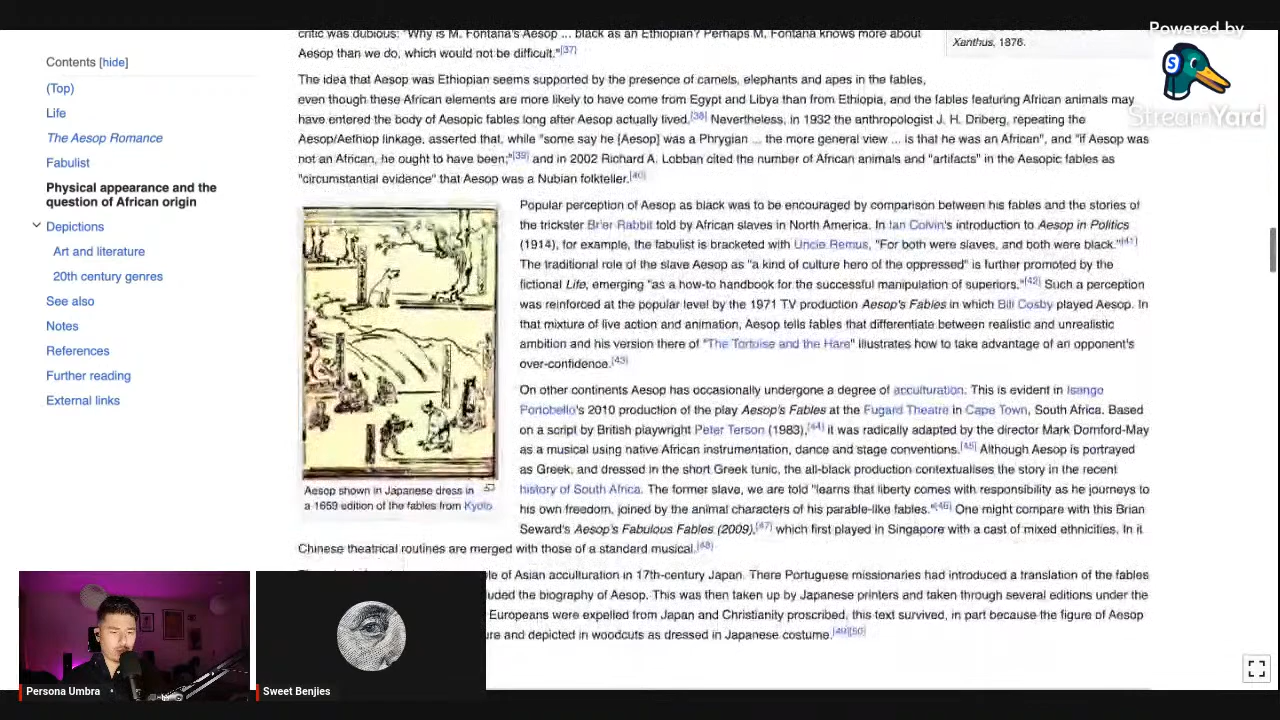 Powered by
StreamYard
Contents [hide]
(Top)
Life
The Aesop Romance
Fabulist
Physical appearance and the
question of African origin
Depictions
Art and literature
20th century genres
See also
Notes
References
Further reading
External links
critic was dubious: "Why is M. Fontana's Aesop ... black as an Ethiopian? Perhaps M. Fontana knows more about
Aesop than we do, which would not be difficult."[37]
Xanthus, 1876.
The idea that Aesop was Ethiopian seems supported by the presence of camels, elephants and apes in the fables,
even though these African elements are more likely to have come from Egypt and Libya than from Ethiopia, and the fables featuring African animals may
have entered the body of Aesopic fables long after Aesop actually lived.[38] Nevertheless, in 1932 the anthropologist J. H. Driberg, repeating the
Aesop/Aethiop linkage, asserted that, while "some say he [Aesop] was a Phrygian ... the more general view ... is that he was an African", and "if Aesop was
not an African, he ought to have been;"[39] and in 2002 Richard A. Lobban cited the number of African animals and "artifacts" in the Aesopic fables as
"circumstantial evidence" that Aesop was a Nubian folkteller.[40]
Popular perception of Aesop as black was to be encouraged by comparison between his fables and the stories of
the trickster Br'er Rabbit told by African slaves in North America. In Ian Colvin's introduction to Aesop in Politics
(1914), for example, the fabulist is bracketed with Uncle Remus, "For both were slaves, and both were black."[41]
The traditional role of the slave Aesop as "a kind of culture hero of the oppressed" is further promoted by the
fictional Life, emerging "as a how-to handbook for the successful manipulation of superiors."[42] Such a perception
was reinforced at the popular level by the 1971 TV production Aesop's Fables in which Bill Cosby played Aesop. In
that mixture of live action and animation, Aesop tells fables that differentiate between realistic and unrealistic
ambition and his version there of "The Tortoise and the Hare" illustrates how to take advantage of an opponent's
over-confidence.[43]
On other continents Aesop has occasionally undergone a degree of acculturation. This is evident in Isango
Portobello's 2010 production of the play Aesop's Fables at the Fugard Theatre in Cape Town, South Africa. Based
on a script by British playwright Peter Terson (1983),[44] it was radically adapted by the director Mark Dornford-May
as a musical using native African instrumentation, dance and stage conventions.[45] Although Aesop is portrayed
as Greek, and dressed in the short Greek tunic, the all-black production contextualises the story in the recent
history of South Africa. The former slave, we are told "learns that liberty comes with responsibility as he journeys to
his own freedom, joined by the animal characters of his parable-like fables."[46] One might compare with this Brian
Seward's Aesop's Fabulous Fables (2009),[47] which first played in Singapore with a cast of mixed ethnicities. In it
Chinese theatrical routines are merged with those of a standard musical.[48]
Aesop shown in Japanese dress in
a 1659 edition of the fables from Kyoto
le of Asian acculturation in 17th-century Japan. There Portuguese missionaries had introduced a translation of the fables
uded the biography of Aesop. This was then taken up by Japanese printers and taken through several editions under the
Europeans were expelled from Japan and Christianity proscribed, this text survived, in part because the figure of Aesop
ure and depicted in woodcuts as dressed in Japanese costume.[49][50]
Persona Umbra
Sweet Benjies